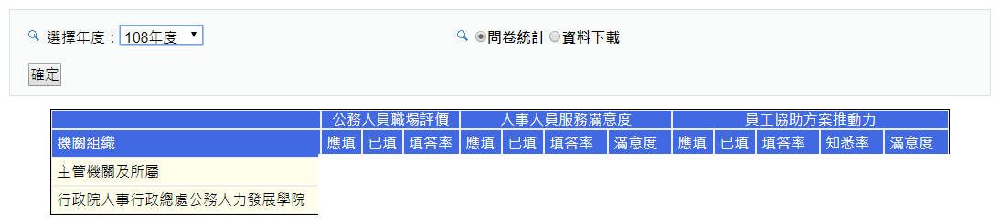 選擇年度：108年度
問卷統計 資料下載
確定
公務人員職場評價 人事人員服務滿意度 員工協助方案推動力
機關組織 應填 已填 填答率 應填 已填 填答率 滿意度 應填 已填 填答率 知悉率 滿意度
主管機關及所屬
行政院人事行政總處公務人力發展學院